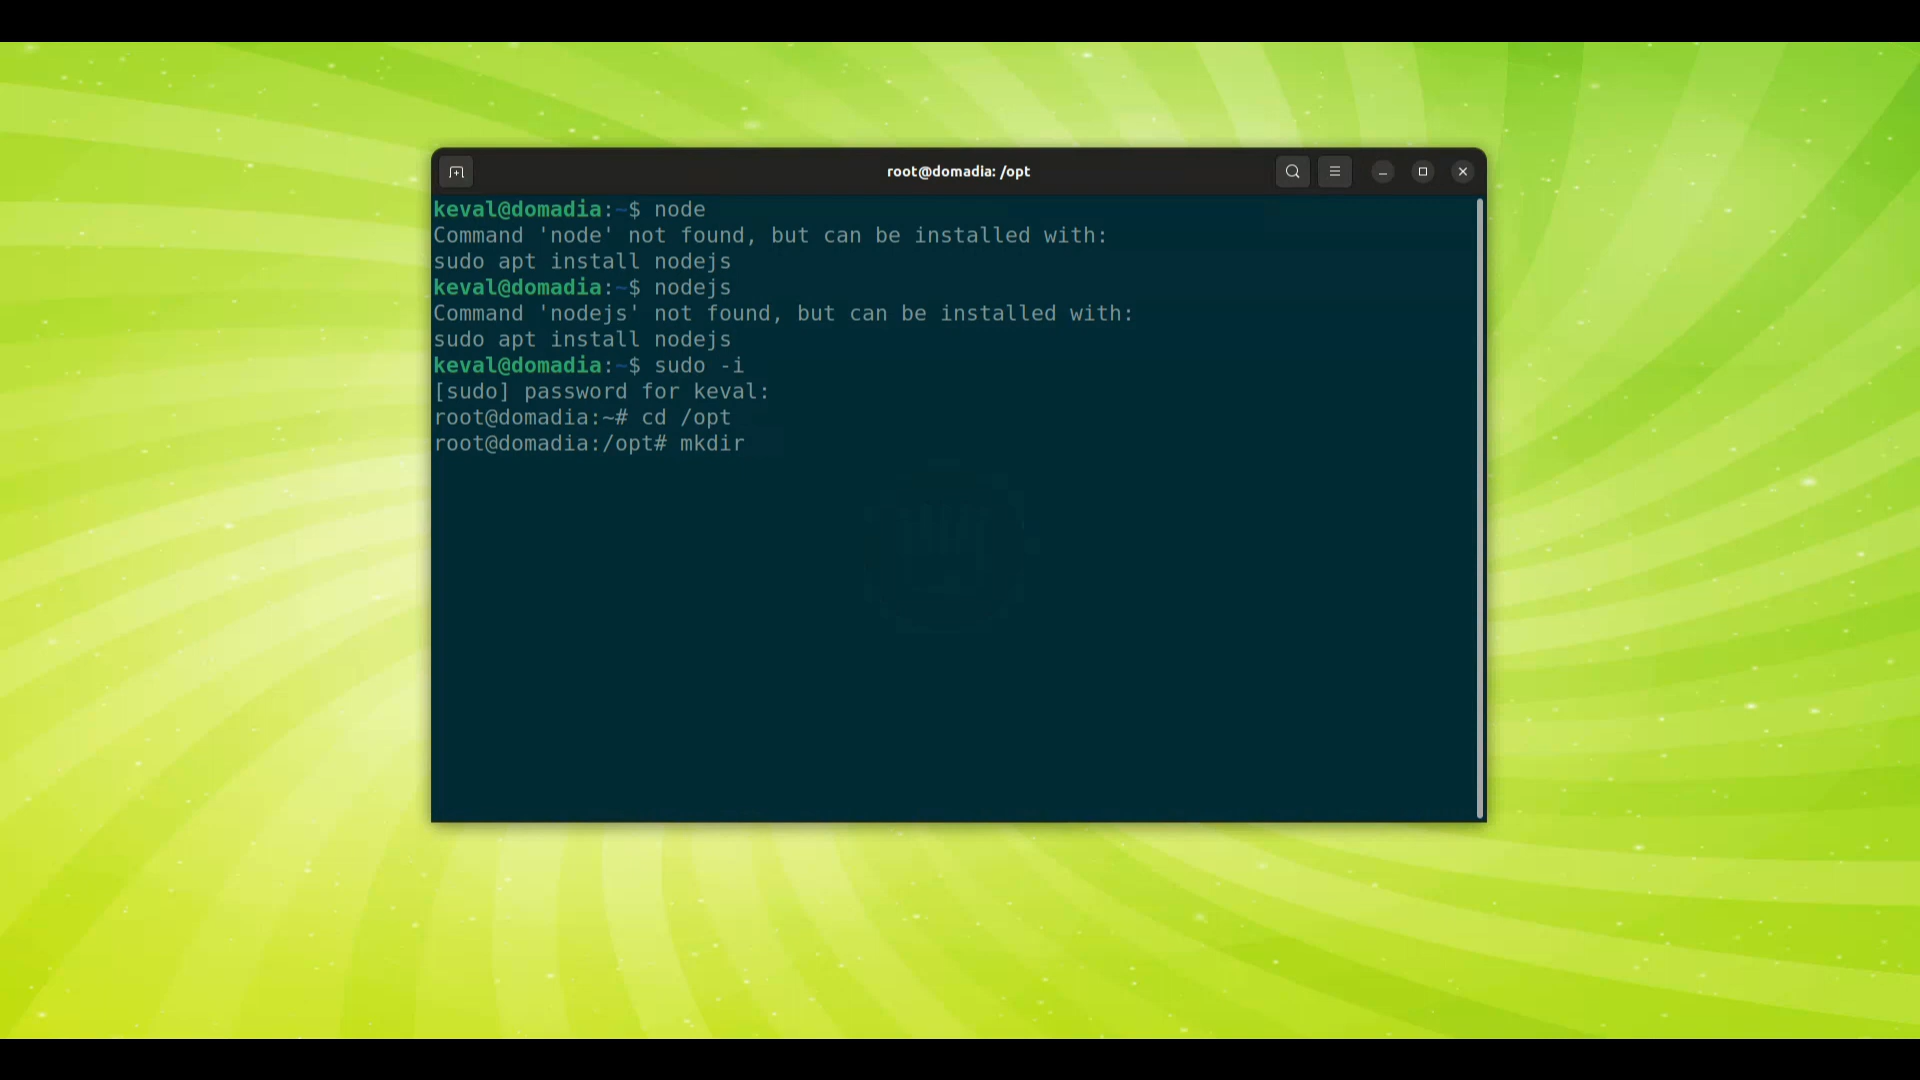 root@domadia: /opt
keval@domadia:~$ node
Command 'node' not found, but can be installed with:
sudo apt install nodejs
keval@domadia:~$ nodejs
Command 'nodejs' not found, but can be installed with:
sudo apt install nodejs
keval@domadia:~$ sudo -i
[sudo] password for keval:
root@domadia:~# cd /opt
root@domadia:/opt# mkdir